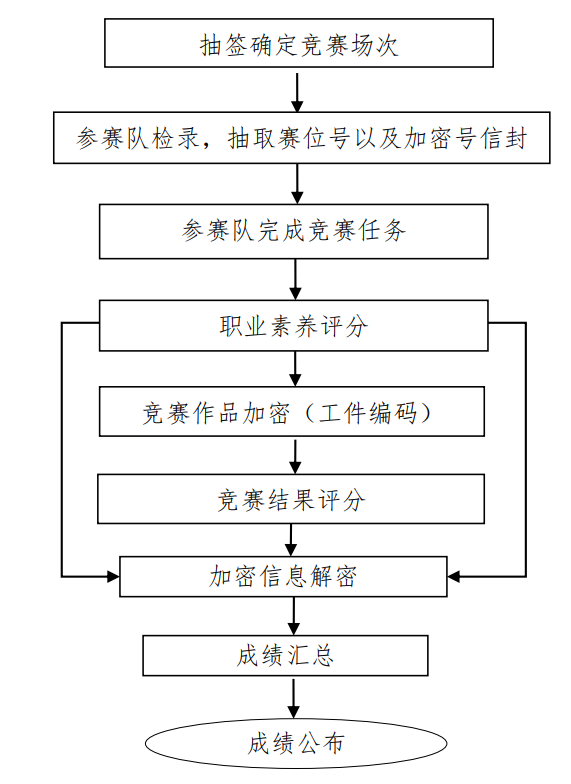 抽签确定竞赛场次
参赛队检录，抽取赛位号以及加密号信封
参赛队完成竞赛任务
职业素养评分
竞赛作品加密（工件编码）
竞赛结果评分
加密信息解密
成绩汇总
成绩公布